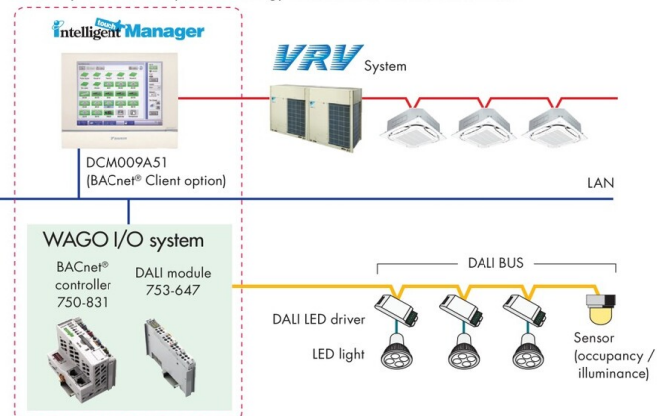 intelligent touch Manager
VRV System
DCM009A51
(BACnet® Client option)
LAN
WAGO I/O system
BACnet®
controller
750-831
DALI module
753-647
DALI BUS
DALI LED driver
LED light
Sensor
(occupancy /
illuminance)